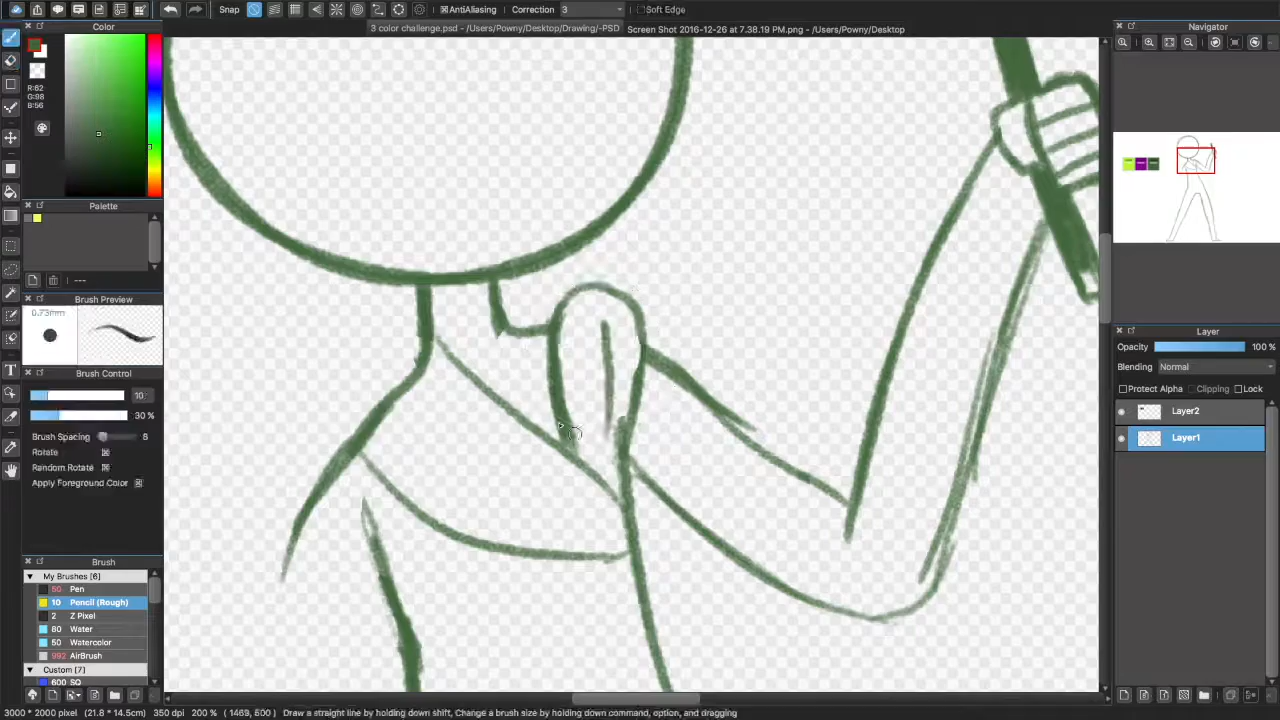 Snap AntiAliasing Correction 3 Soft Edge
3 color challenge.psd - /Users/Powny/Desktop/Drawing/-PSD
Screen Shot 2016-12-26 at 7.38.19 PM.png - /Users/Powny/Desktop
Color
R:62
G:98
B:56
Palette
---
Brush Preview
0.73mm
Brush Control
10
30 %
Brush Spacing 8
Rotate
Random Rotate
Apply Foreground Color
Brush
My Brushes [6]
50 Pen
10 Pencil (Rough)
2 Z Pixel
80 Water
50 Watercolor
992 AirBrush
Custom [7]
600 SQ
Navigator
Layer
Opacity 100 %
Blending Normal
Protect Alpha Clipping Lock
Layer2
Layer1
3000 * 2000 pixel (21.8 * 14.5cm) 350 dpi 200 % ( 1463, 500 ) Draw a straight line by holding down shift, Change a brush size by holding down command, option, and dragging